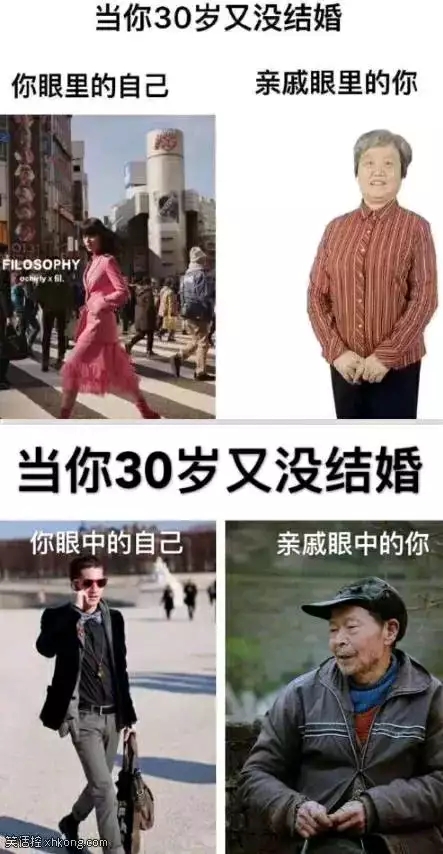 当你30岁又没结婚
你眼里的自己
亲戚眼里的你
FILOSOPHY
ochirly x fil.
当你30岁又没结婚
你眼中的自己
亲戚眼中的你
笑话控 xhkong.com